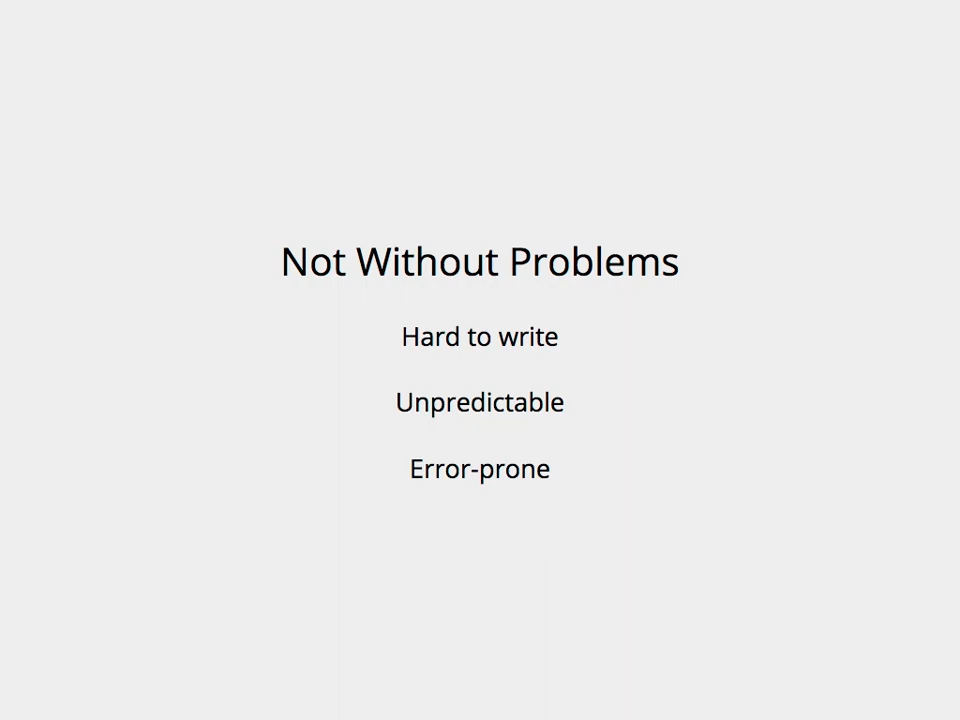 Not Without Problems
Hard to write
Unpredictable
Error-prone